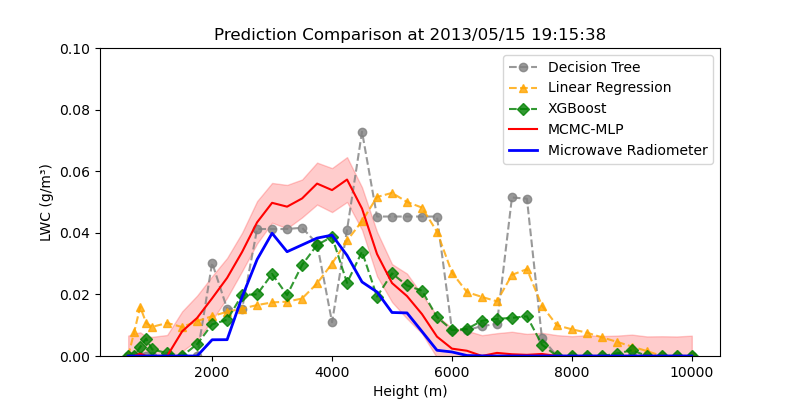 Prediction Comparison at 2013/05/15 19:15:38
0.10
0.08
0.06
0.04
0.02
0.00
LWC (g/m³)
Decision Tree
Linear Regression
XGBoost
MCMC-MLP
Microwave Radiometer
2000 4000 6000 8000 10000
Height (m)